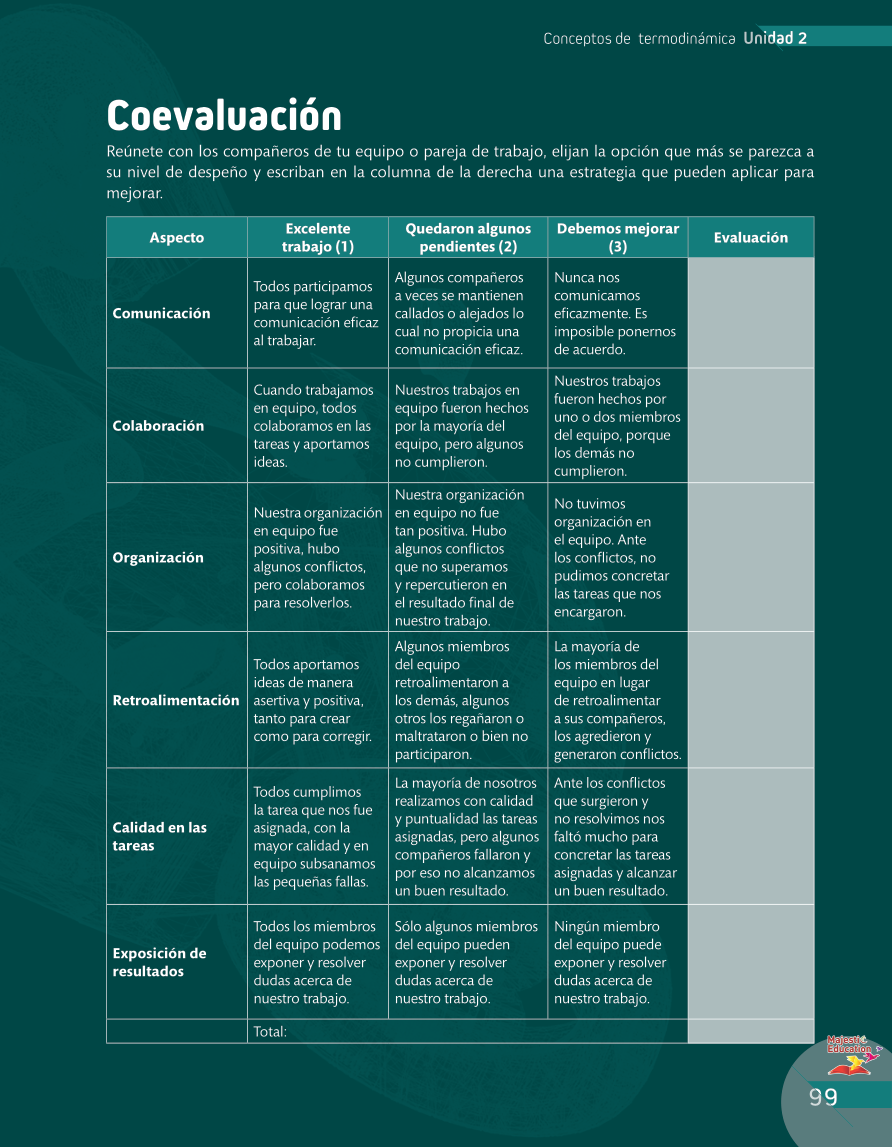 Conceptos de termodinámica Unidad 2
Coevaluación
Reúnete con los compañeros de tu equipo o pareja de trabajo, elijan la opción que más se parezca a
su nivel de despeño y escriban en la columna de la derecha una estrategia que pueden aplicar para
mejorar.
Aspecto
Excelente
trabajo (1)
Quedaron algunos
pendientes (2)
Debemos mejorar
(3)
Evaluación
Comunicación
Todos participamos
para que lograr una
comunicación eficaz
al trabajar.
Algunos compañeros
a veces se mantienen
callados o alejados lo
cual no propicia una
comunicación eficaz.
Nunca nos
comunicamos
eficazmente. Es
imposible ponernos
de acuerdo.
Colaboración
Cuando trabajamos
en equipo, todos
colaboramos en las
tareas y aportamos
ideas.
Nuestros trabajos en
equipo fueron hechos
por la mayoría del
equipo, pero algunos
no cumplieron.
Nuestros trabajos
fueron hechos por
uno o dos miembros
del equipo, porque
los demás no
cumplieron.
Organización
Nuestra organización
en equipo fue
positiva, hubo
algunos conflictos,
pero colaboramos
para resolverlos.
Nuestra organización
en equipo no fue
tan positiva. Hubo
algunos conflictos
que no superamos
y repercutieron en
el resultado final de
nuestro trabajo.
No tuvimos
organización en
el equipo. Ante
los conflictos, no
pudimos concretar
las tareas que nos
encargaron.
Retroalimentación
Todos aportamos
ideas de manera
asertiva y positiva,
tanto para crear
como para corregir.
Algunos miembros
del equipo
retroalimentaron a
los demás, algunos
otros los regañaron o
maltrataron o bien no
participaron.
La mayoría de
los miembros del
equipo en lugar
de retroalimentar
a sus compañeros,
los agredieron y
generaron conflictos.
Calidad en las
tareas
Todos cumplimos
la tarea que nos fue
asignada, con la
mayor calidad y en
equipo subsanamos
las pequeñas fallas.
La mayoría de nosotros
realizamos con calidad
y puntualidad las tareas
asignadas, pero algunos
compañeros fallaron y
por eso no alcanzamos
un buen resultado.
Ante los conflictos
que surgieron y
no resolvimos nos
faltó mucho para
concretar las tareas
asignadas y alcanzar
un buen resultado.
Exposición de
resultados
Todos los miembros
del equipo podemos
exponer y resolver
dudas acerca de
nuestro trabajo.
Sólo algunos miembros
del equipo pueden
exponer y resolver
dudas acerca de
nuestro trabajo.
Ningún miembro
del equipo puede
exponer y resolver
dudas acerca de
nuestro trabajo.
Total:
Majestic
Education
99